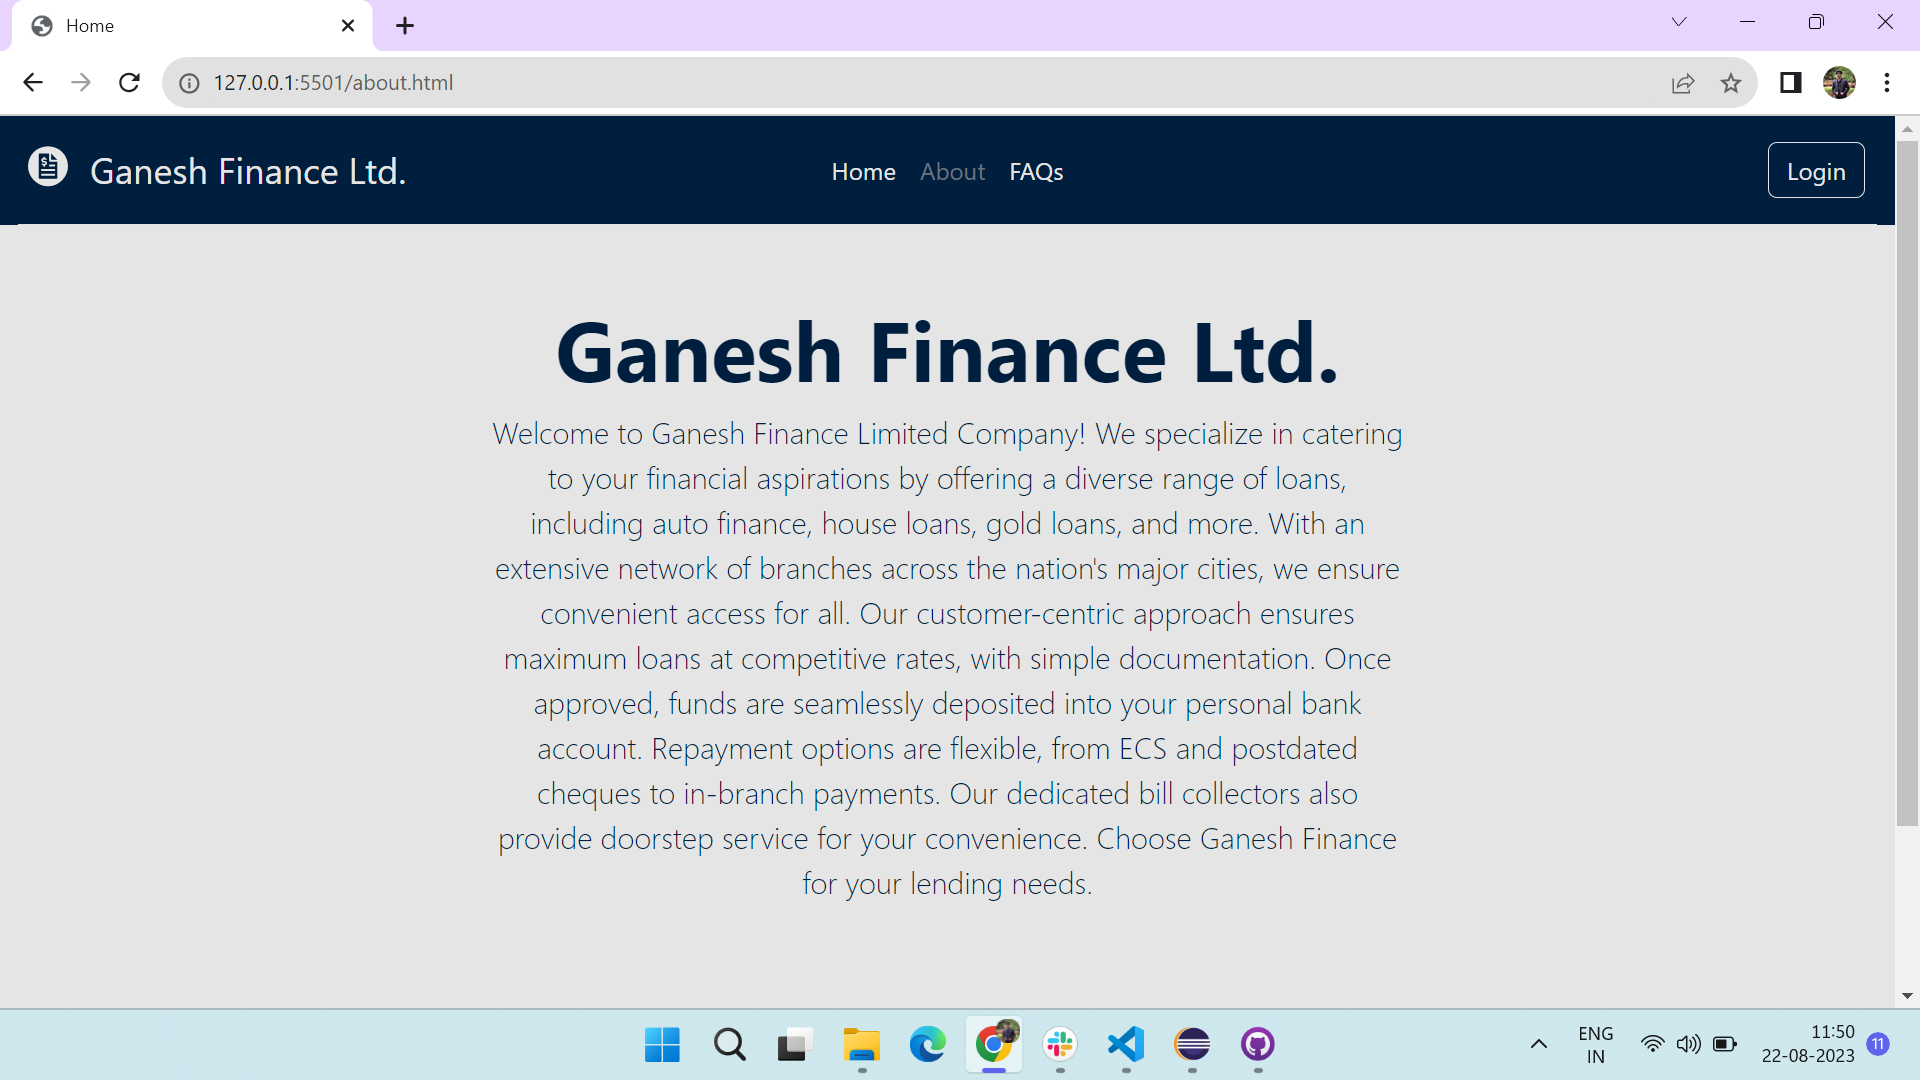 Home
127.0.0.1:5501/about.html
Ganesh Finance Ltd.
Home About FAQs
Login
Ganesh Finance Ltd.
Welcome to Ganesh Finance Limited Company! We specialize in catering
to your financial aspirations by offering a diverse range of loans,
including auto finance, house loans, gold loans, and more. With an
extensive network of branches across the nation's major cities, we ensure
convenient access for all. Our customer-centric approach ensures
maximum loans at competitive rates, with simple documentation. Once
approved, funds are seamlessly deposited into your personal bank
account. Repayment options are flexible, from ECS and postdated
cheques to in-branch payments. Our dedicated bill collectors also
provide doorstep service for your convenience. Choose Ganesh Finance
for your lending needs.
ENG
IN
11:50
22-08-2023
11